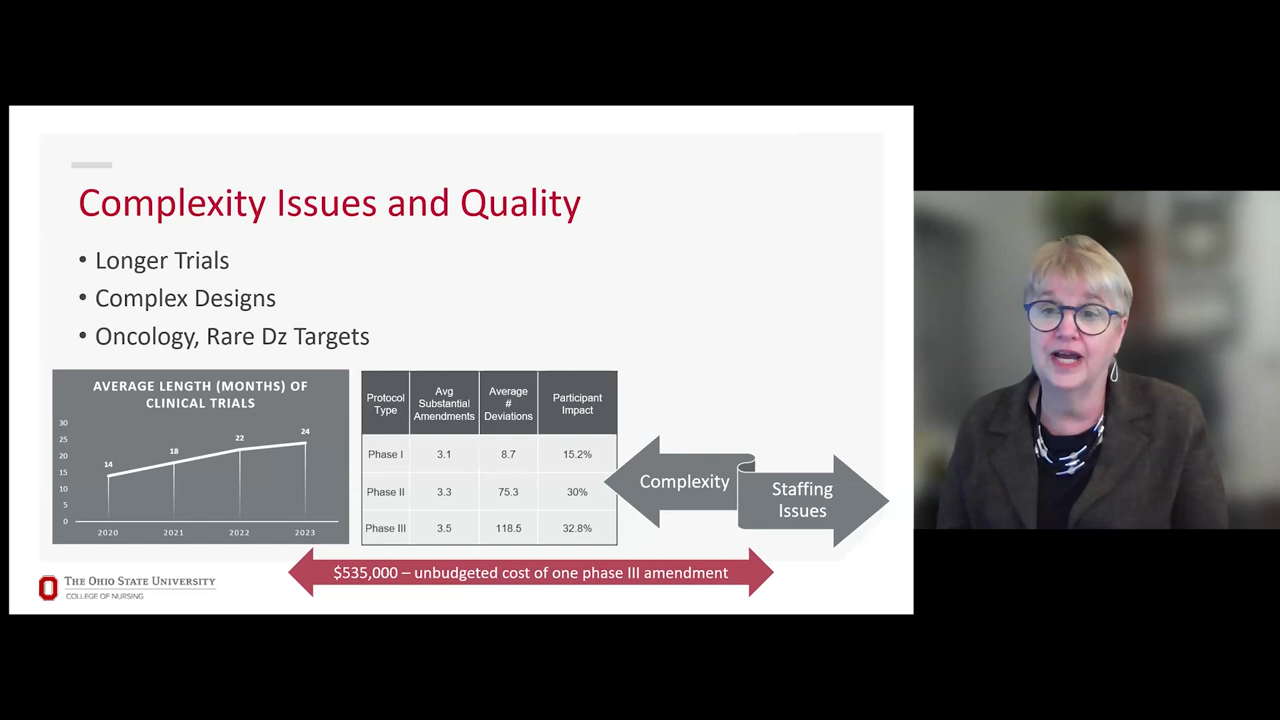 Complexity Issues and Quality
• Longer Trials
• Complex Designs
• Oncology, Rare Dz Targets
AVERAGE LENGTH (MONTHS) OF
CLINICAL TRIALS
30
25
20
15
10
5
0
14
18
22
24
2020 2021 2022 2023
Protocol Type Avg Substantial Amendments Average # Deviations Participant Impact
Phase I 3.1 8.7 15.2%
Phase II 3.3 75.3 30%
Phase III 3.5 118.5 32.8%
Complexity
Staffing
Issues
$535,000 – unbudgeted cost of one phase III amendment
THE OHIO STATE UNIVERSITY
COLLEGE OF NURSING